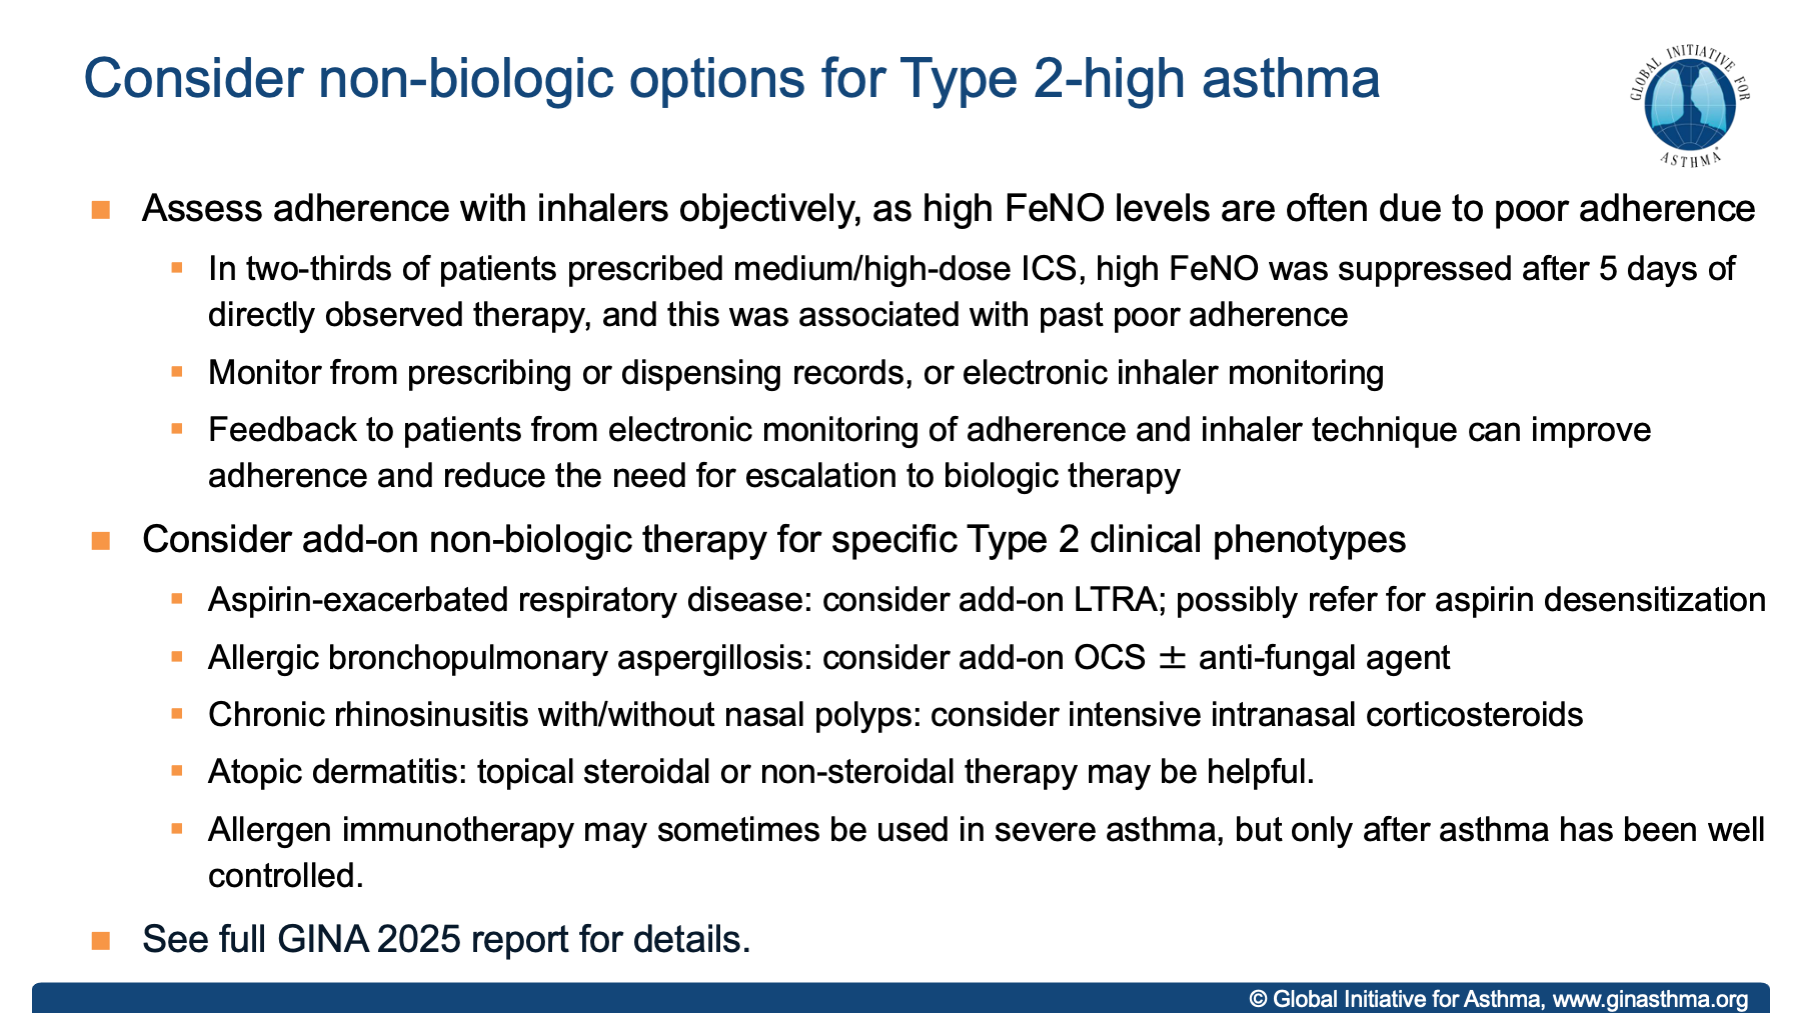 Consider non-biologic options for Type 2-high asthma
GLOBAL INITIATIVE FOR
ASTHMA
■ Assess adherence with inhalers objectively, as high FeNO levels are often due to poor adherence
▪ In two-thirds of patients prescribed medium/high-dose ICS, high FeNO was suppressed after 5 days of
directly observed therapy, and this was associated with past poor adherence
▪ Monitor from prescribing or dispensing records, or electronic inhaler monitoring
▪ Feedback to patients from electronic monitoring of adherence and inhaler technique can improve
adherence and reduce the need for escalation to biologic therapy
■ Consider add-on non-biologic therapy for specific Type 2 clinical phenotypes
▪ Aspirin-exacerbated respiratory disease: consider add-on LTRA; possibly refer for aspirin desensitization
▪ Allergic bronchopulmonary aspergillosis: consider add-on OCS ± anti-fungal agent
▪ Chronic rhinosinusitis with/without nasal polyps: consider intensive intranasal corticosteroids
▪ Atopic dermatitis: topical steroidal or non-steroidal therapy may be helpful.
▪ Allergen immunotherapy may sometimes be used in severe asthma, but only after asthma has been well
controlled.
■ See full GINA 2025 report for details.
© Global Initiative for Asthma, www.ginasthma.org